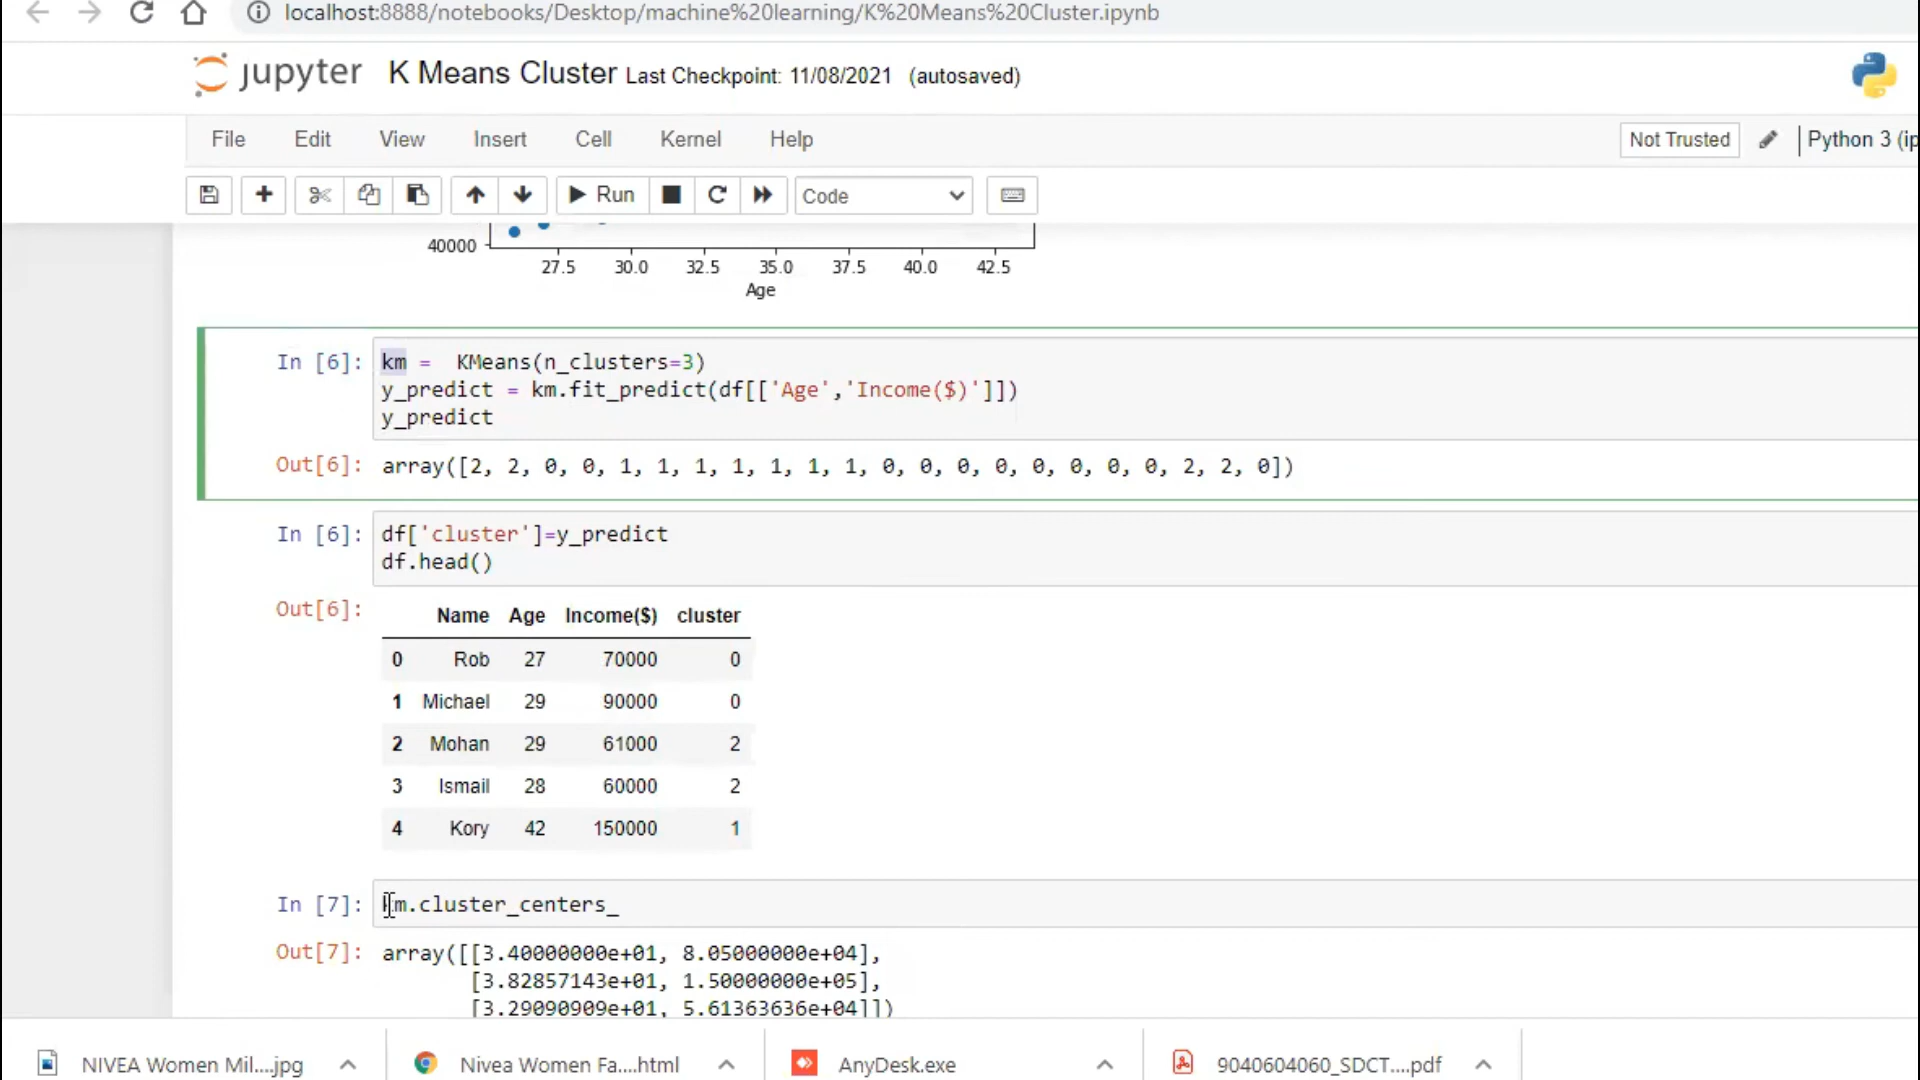 localhost:8888/notebooks/Desktop/machine%20learning/K%20Means%20Cluster.ipynb
jupyter K Means Cluster Last Checkpoint: 11/08/2021 (autosaved)
File Edit View Insert Cell Kernel Help Not Trusted Python 3 (ip
Run Code
40000
27.5 30.0 32.5 35.0 37.5 40.0 42.5
Age
In [6]: km = KMeans(n_clusters=3)
y_predict = km.fit_predict(df[['Age','Income($)']])
y_predict
Out[6]: array([2, 2, 0, 0, 1, 1, 1, 1, 1, 1, 1, 0, 0, 0, 0, 0, 0, 0, 0, 2, 2, 0])
In [6]: df['cluster']=y_predict
df.head()
Out[6]: Name Age Income($) cluster
0 Rob 27 70000 0
1 Michael 29 90000 0
2 Mohan 29 61000 2
3 Ismail 28 60000 2
4 Kory 42 150000 1
In [7]: km.cluster_centers_
Out[7]: array([[3.40000000e+01, 8.05000000e+04],
[3.82857143e+01, 1.50000000e+05],
[3.29090909e+01, 5.61363636e+04]])
NIVEA Women Mil....jpg Nivea Women Fa....html AnyDesk.exe 9040604060_SDCT....pdf